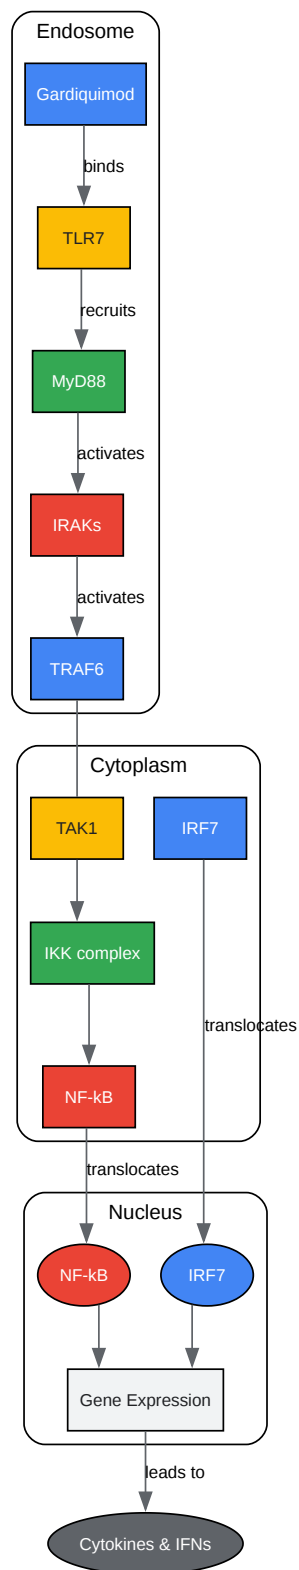 Endosome
Gardiquimod
binds
TLR7
recruits
MyD88
activates
IRAKs
activates
TRAF6
Cytoplasm
TAK1
IRF7
IKK complex
translocates
NF-kB
translocates
Nucleus
NF-kB
IRF7
Gene Expression
leads to
Cytokines & IFNs